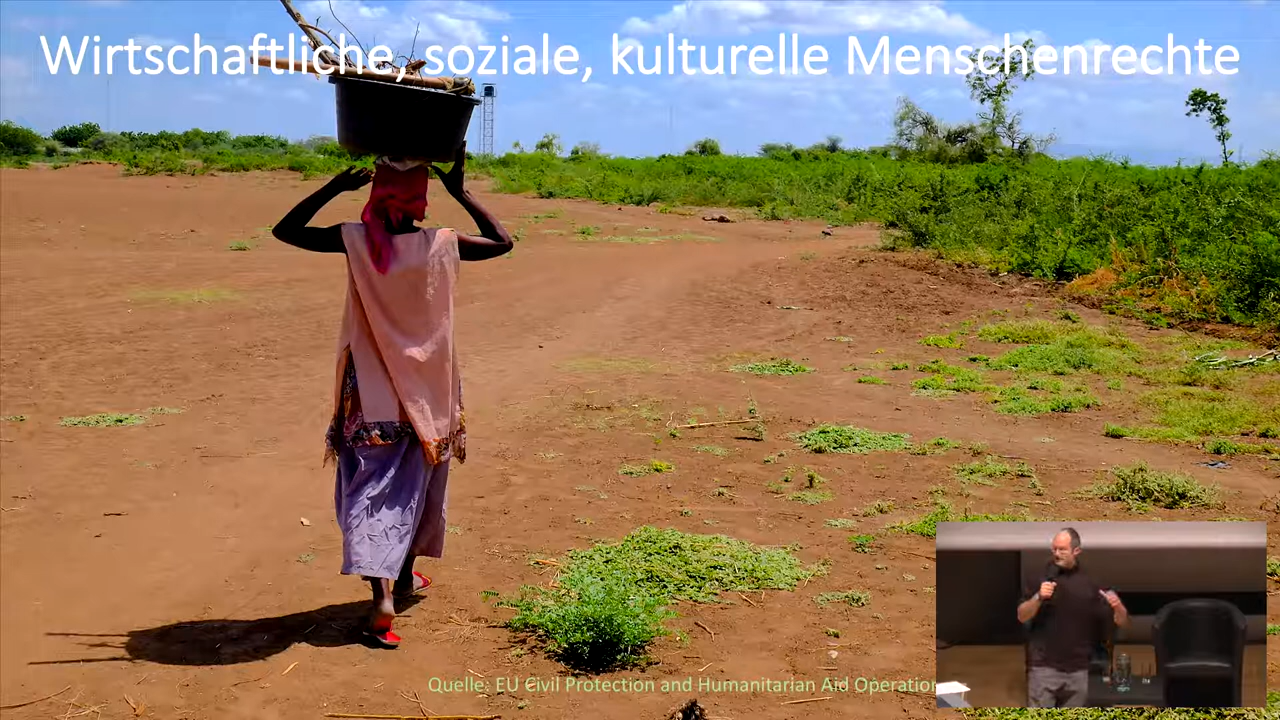 Wirtschaftliche, soziale, kulturelle Menschenrechte
Quelle: EU Civil Protection and Humanitarian Aid Operation